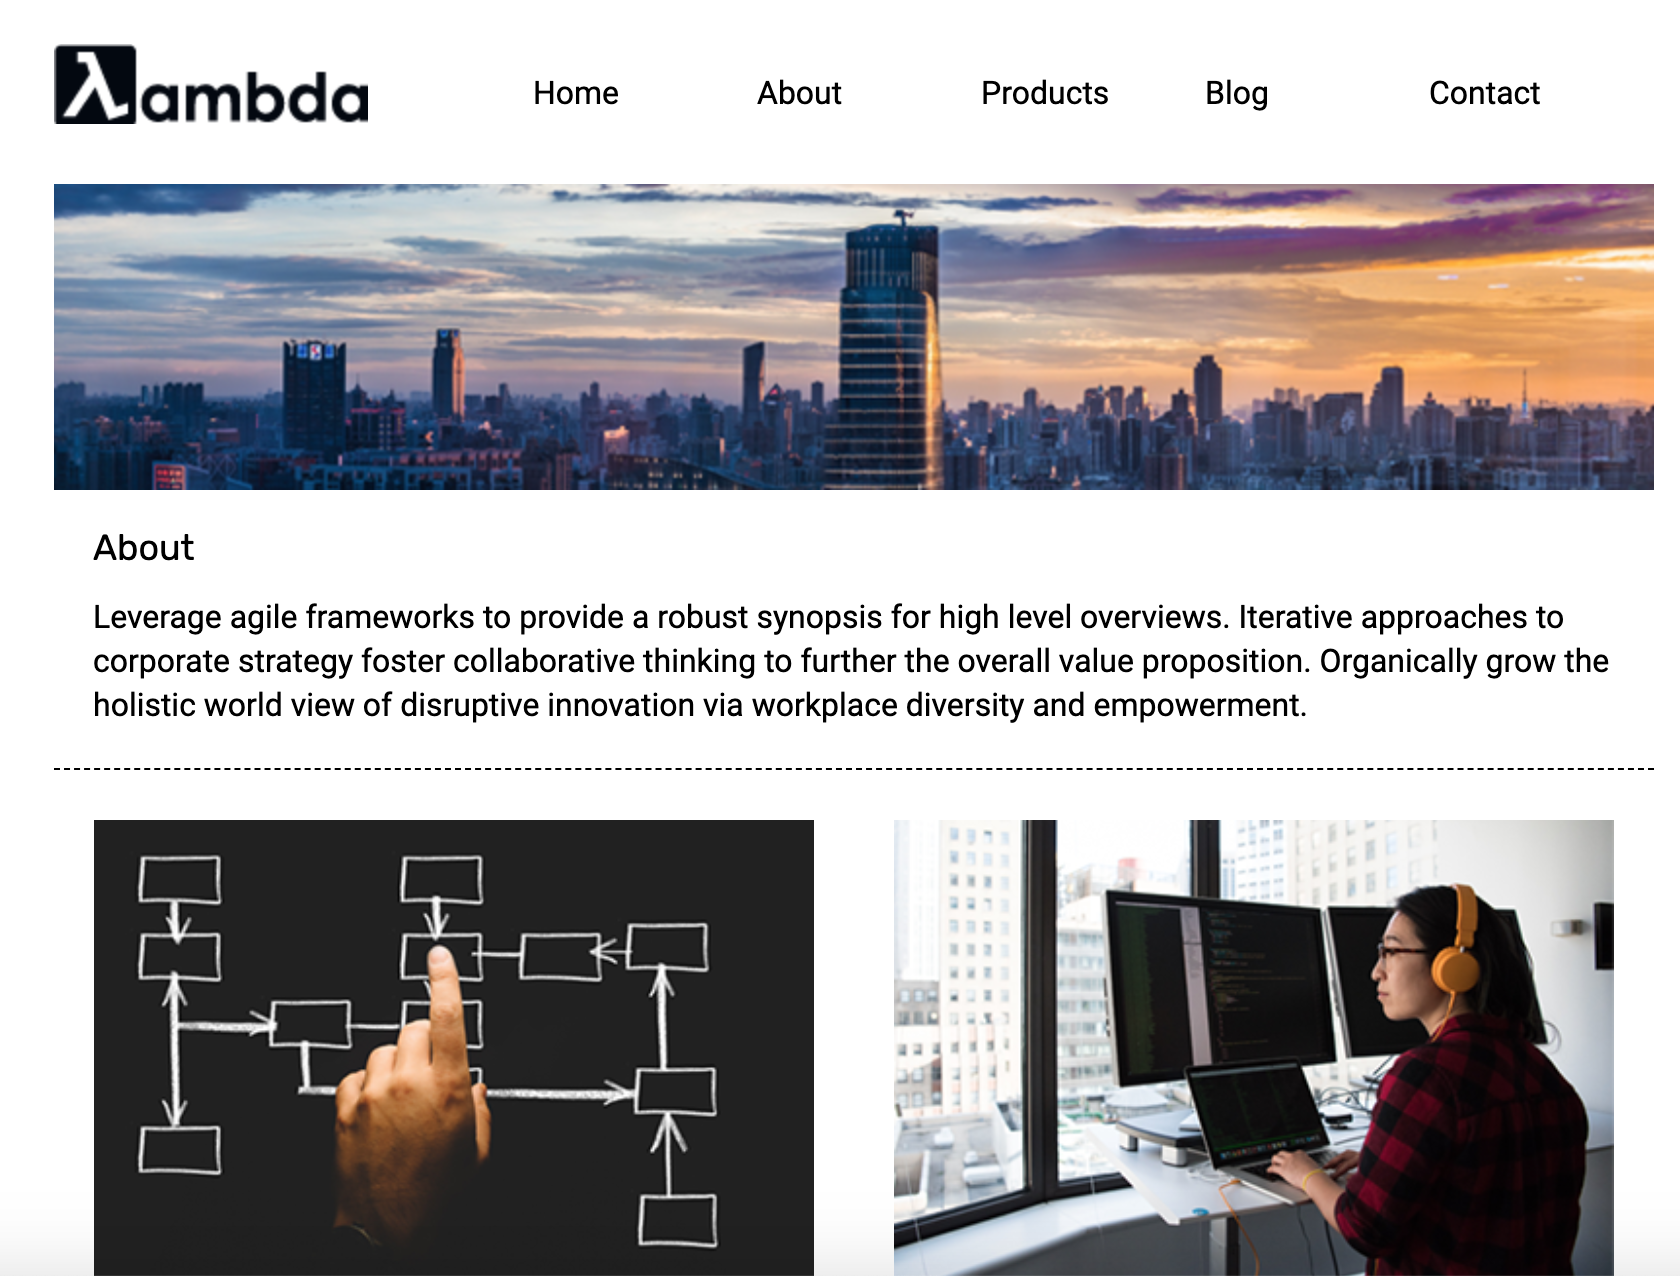 λambda
Home About Products Blog Contact
About
Leverage agile frameworks to provide a robust synopsis for high level overviews. Iterative approaches to
corporate strategy foster collaborative thinking to further the overall value proposition. Organically grow the
holistic world view of disruptive innovation via workplace diversity and empowerment.